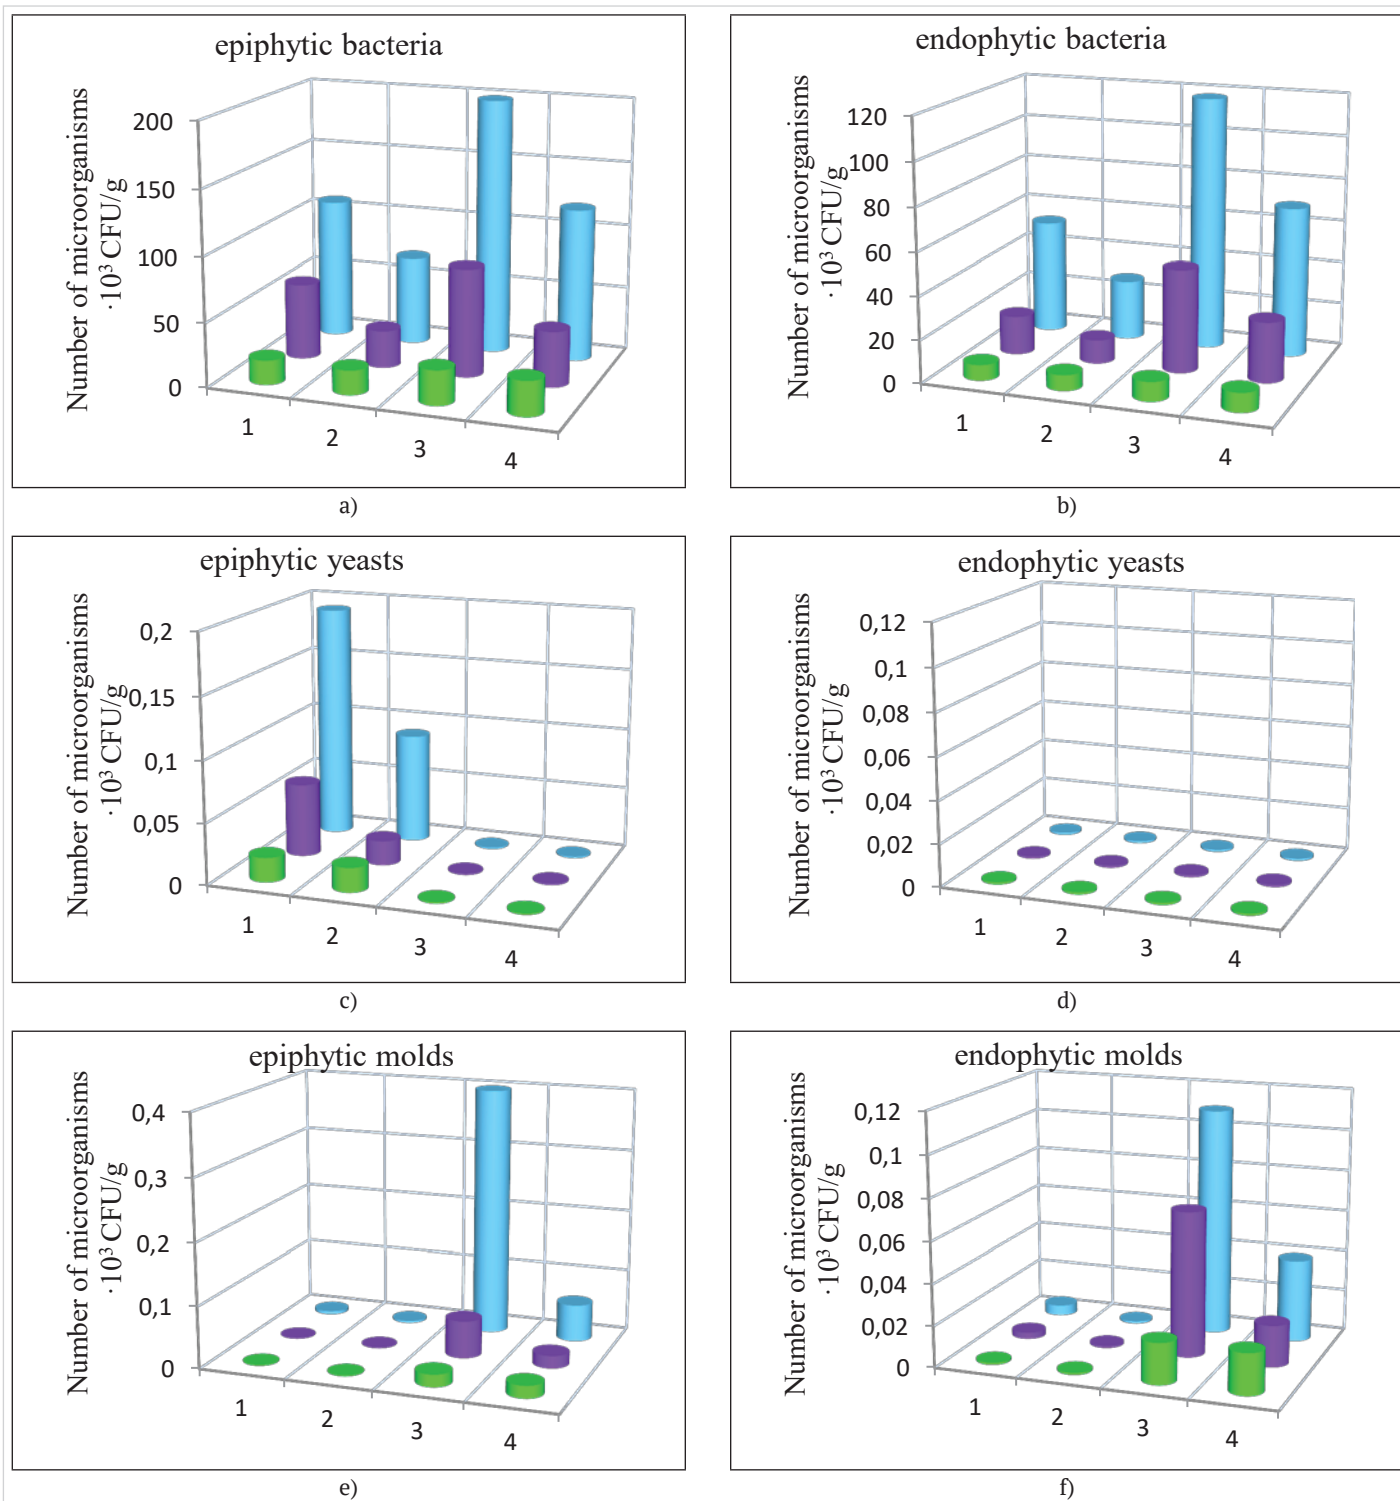 epiphytic bacteria
Number of microorganisms
·10³ CFU/g
200
150
100
50
0
1
2
3
4
a)
endophytic bacteria
Number of microorganisms
·10³ CFU/g
120
100
80
60
40
20
0
1
2
3
4
b)
epiphytic yeasts
Number of microorganisms
·10³ CFU/g
0,2
0,15
0,1
0,05
0
1
2
3
4
c)
endophytic yeasts
Number of microorganisms
·10³ CFU/g
0,12
0,1
0,08
0,06
0,04
0,02
0
1
2
3
4
d)
epiphytic molds
Number of microorganisms
·10³ CFU/g
0,4
0,3
0,2
0,1
0
1
2
3
4
e)
endophytic molds
Number of microorganisms
·10³ CFU/g
0,12
0,1
0,08
0,06
0,04
0,02
0
1
2
3
4
f)